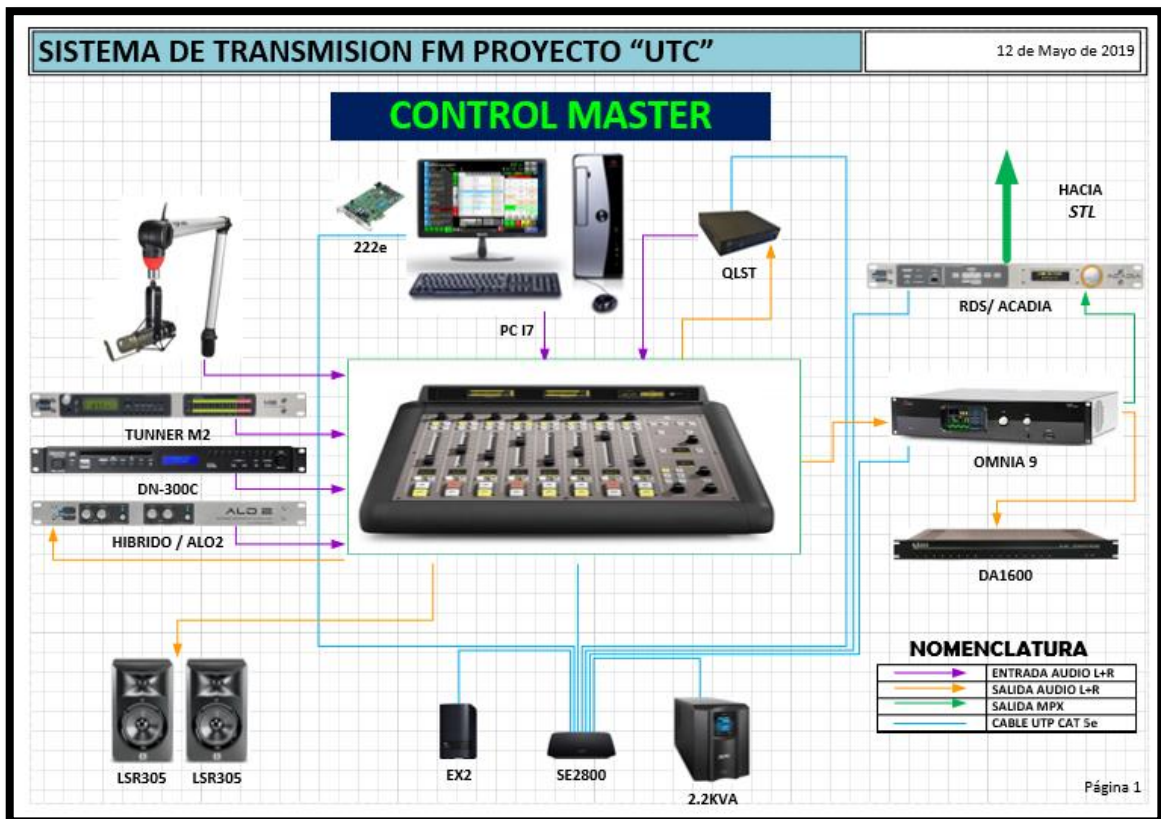 SISTEMA DE TRANSMISION FM PROYECTO “UTC”
12 de Mayo de 2019
CONTROL MASTER
222e
PC I7
QLST
HACIA
STL
RDS/ ACADIA
TUNNER M2
DN-300C
ALO 2
HIBRIDO / ALO2
OMNIA 9
DA1600
LSR305
LSR305
EX2
SE2800
2.2KVA
NOMENCLATURA
ENTRADA AUDIO L+R
SALIDA AUDIO L+R
SALIDA MPX
CABLE UTP CAT 5e
Página 1